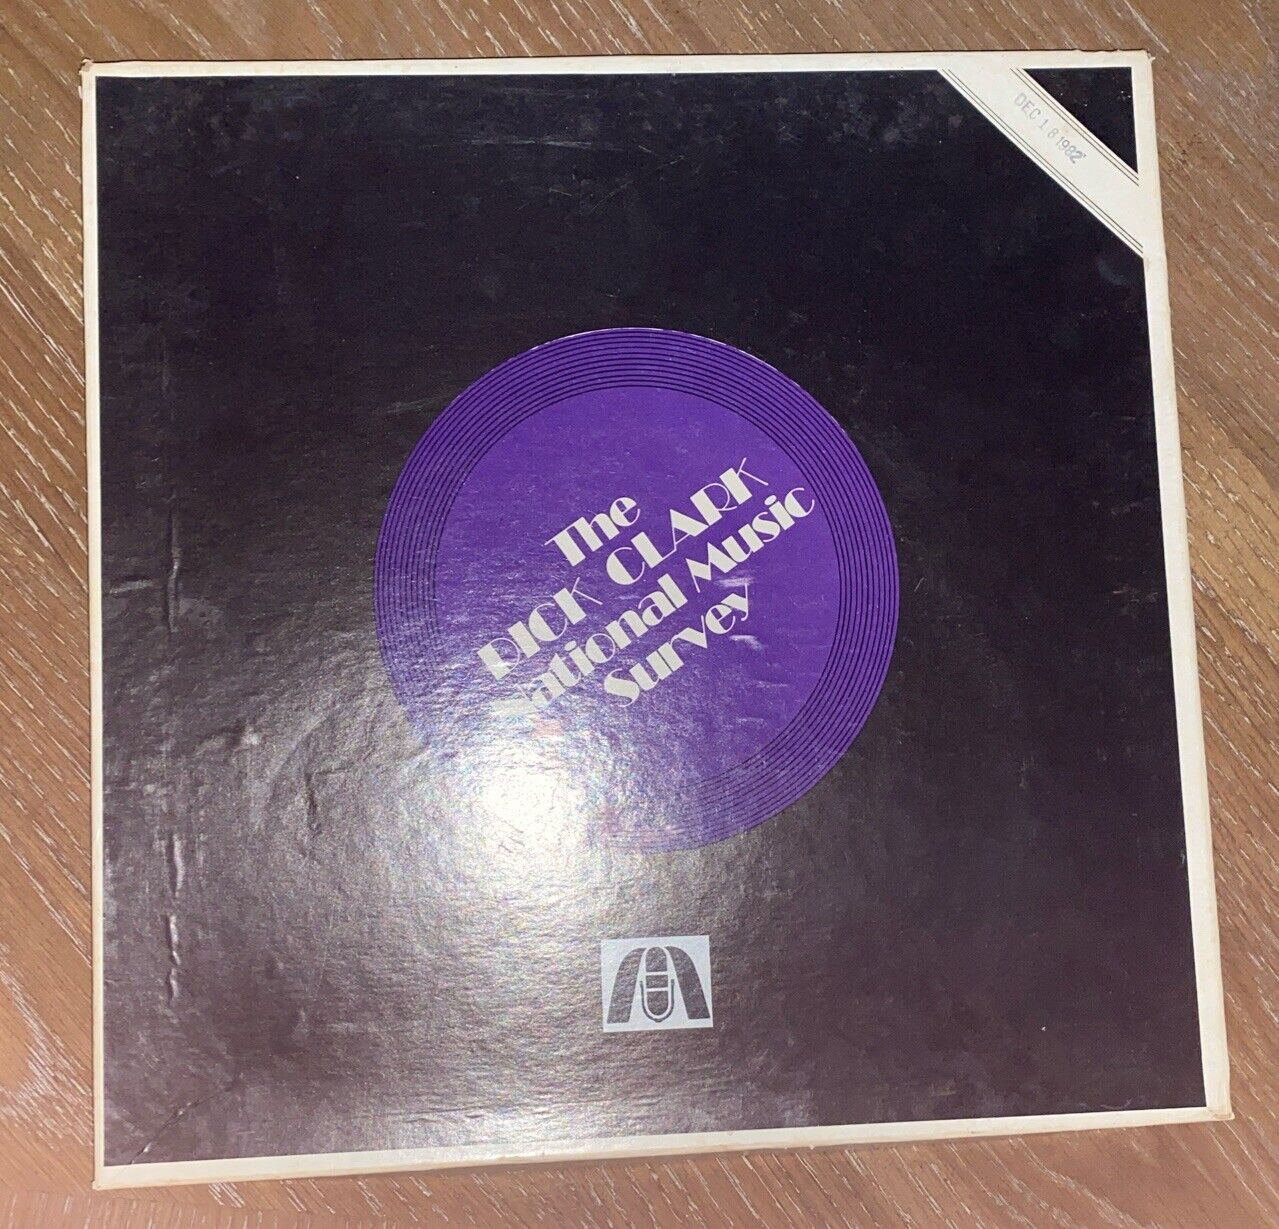 DEC 18 1982
The
DICK CLARK
National Music
Survey